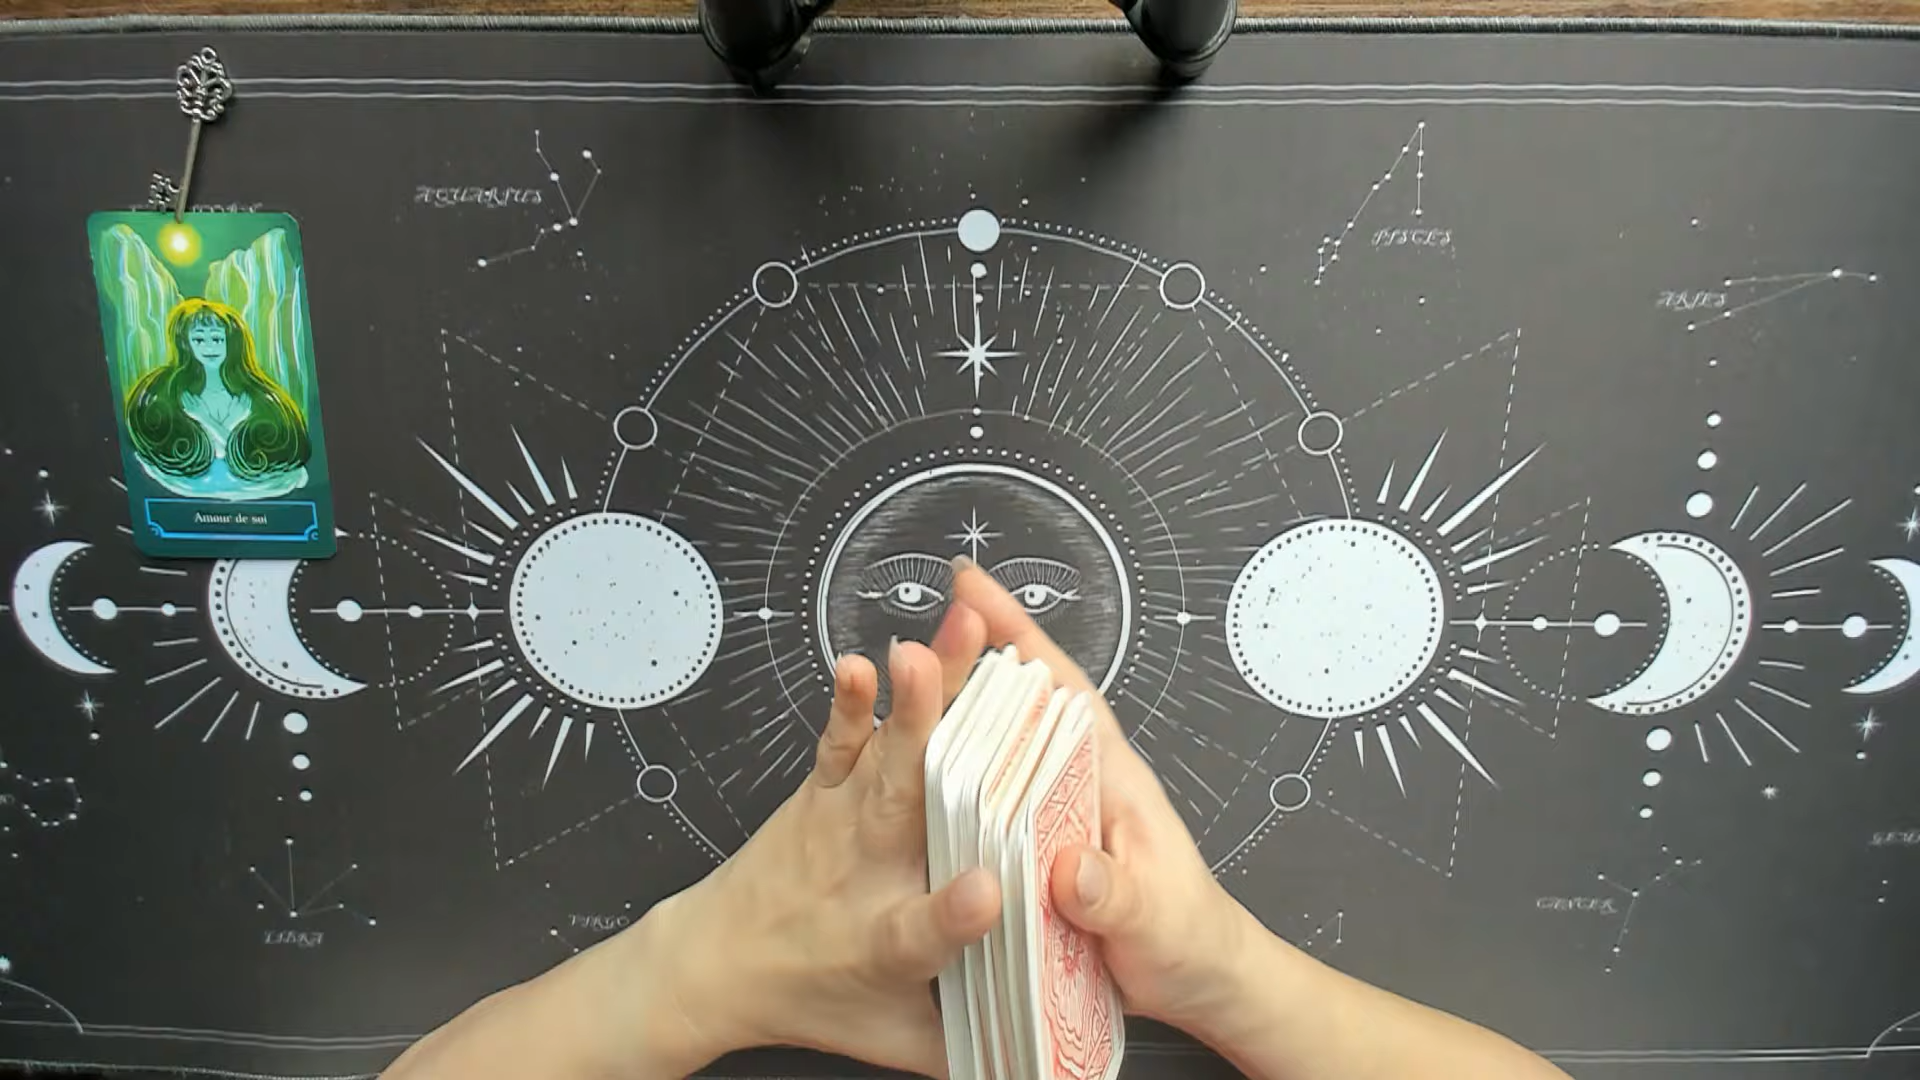 AQUARIUS
PISCES
ARIES
Amour de soi
LIBRA
VIRGO
CANCER